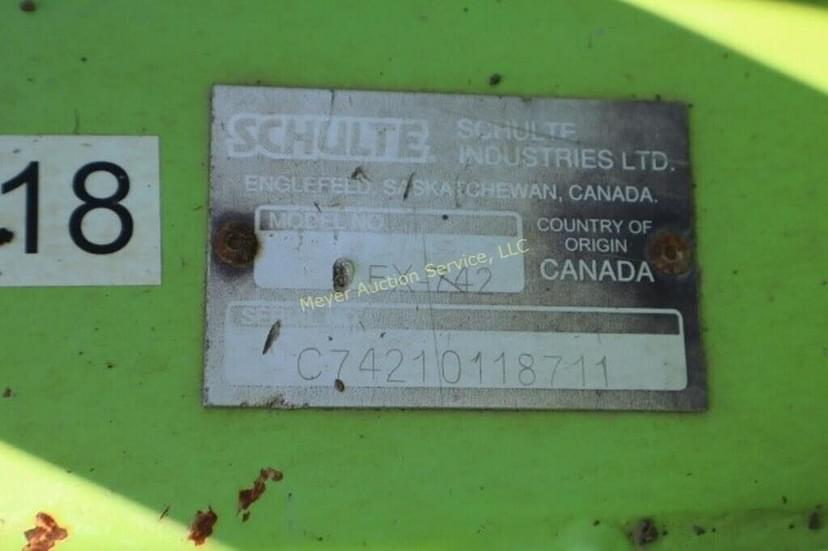 18
SCHULTE
SCHULTE
INDUSTRIES LTD.
ENGLEFELD, SASKATCHEWAN, CANADA.
MODEL NO.
COUNTRY OF
ORIGIN
CANADA
Meyer Auction Service, LLC
C74210118711